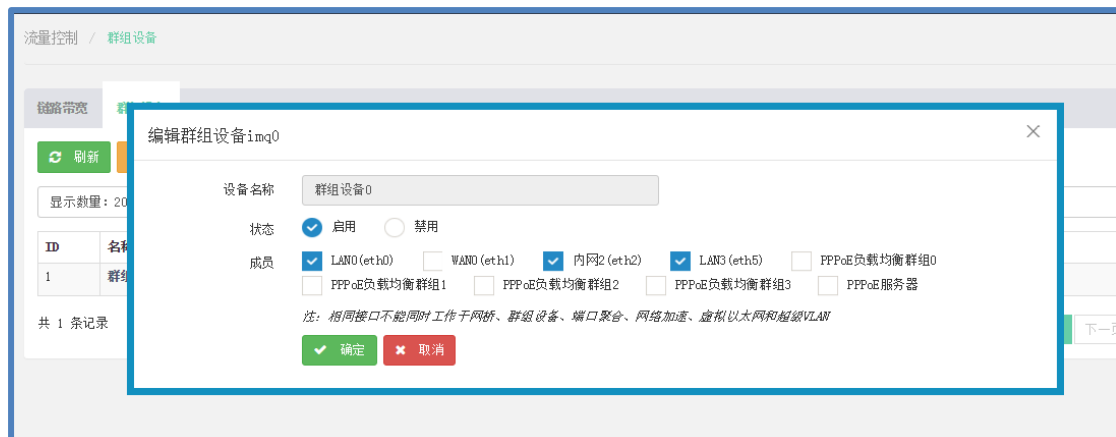 流量控制 / 群组设备
链路带宽
编辑群组设备imq0
刷新
设备名称 群组设备0
显示数量: 20
状态 启用 禁用
ID 名称
成员 LAN0(eth0) WAN0(eth1) 内网2(eth2) LAN3(eth5) PPPoE负载均衡群组0
1 群组
PPPoE负载均衡群组1 PPPoE负载均衡群组2 PPPoE负载均衡群组3 PPPoE服务器
注: 相同接口不能同时工作于网桥、群组设备、端口聚合、网络加速、虚拟以太网和超级VLAN
共 1 条记录
下一页
确定 取消